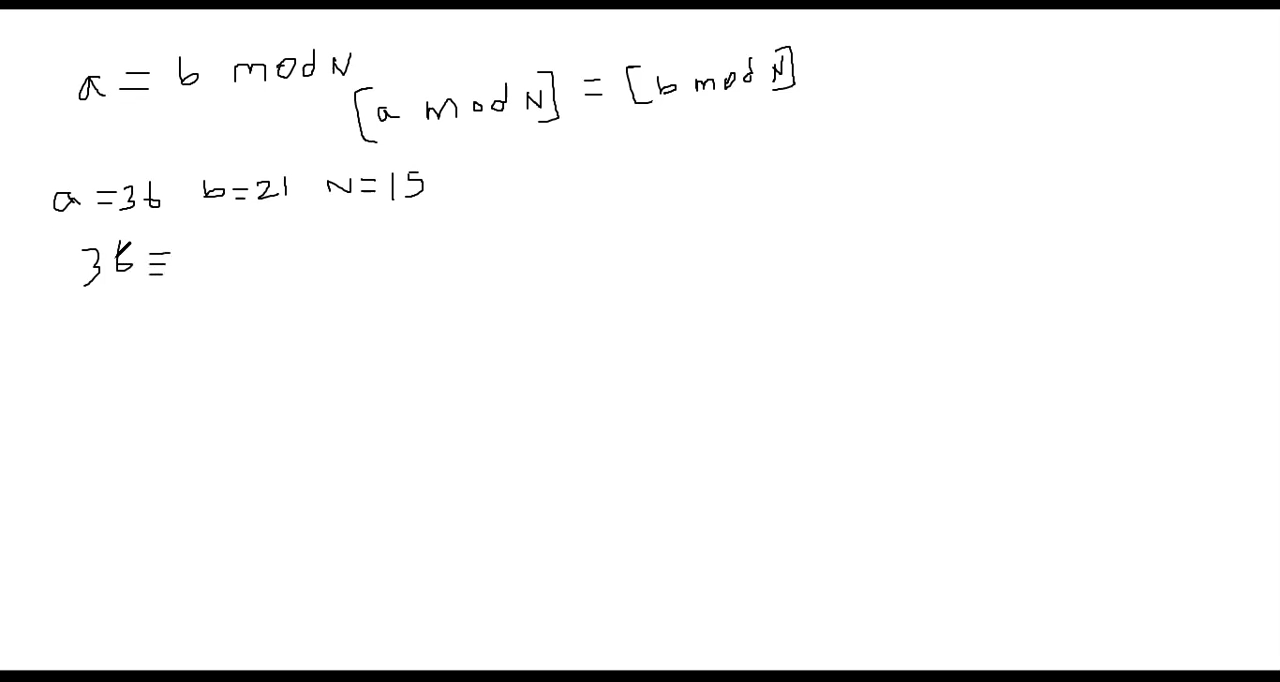 a = b mod N
[a mod N] = [b mod N]
a = 36 b = 21 N = 15
36 ≡